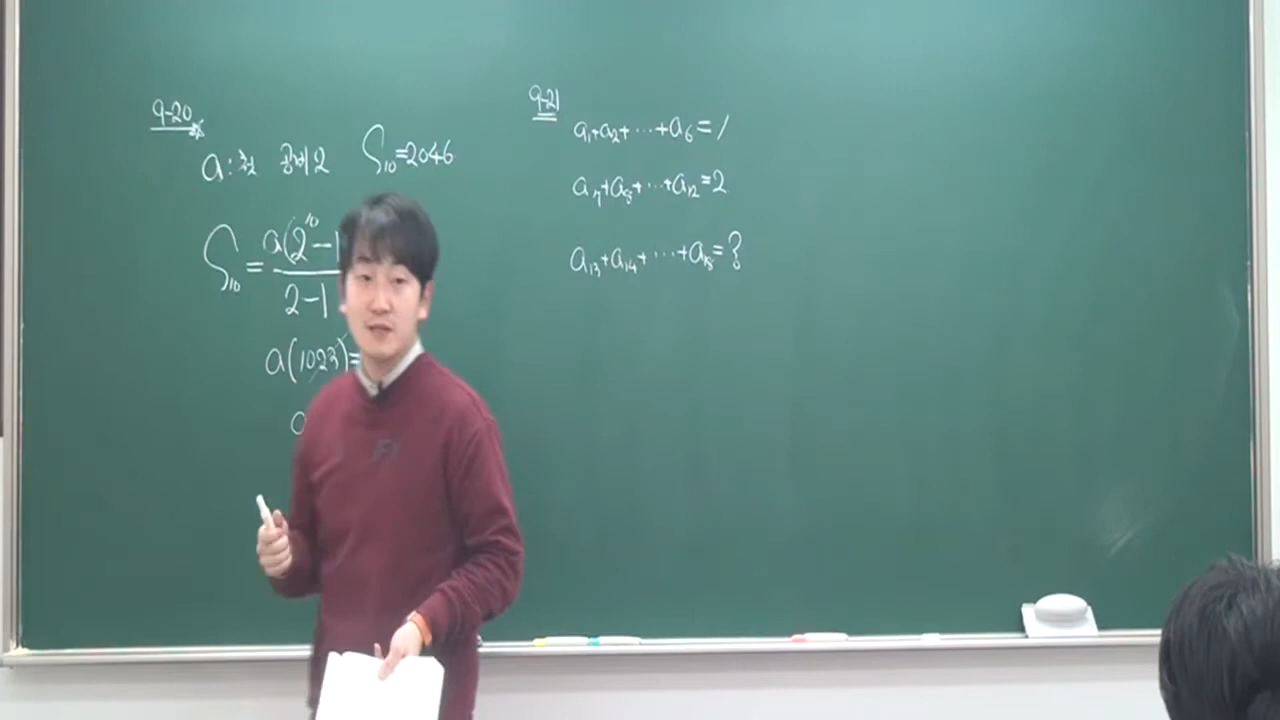 9-20
a : 첫 공비 2 S₁₀=2046
S₁₀ = a(2¹⁰-1
2-1
a(1023)=
a
9-21
a₁+a₂+ ⋯ +a₆ = 1
a₇+a₈+ ⋯ +a₁₂ = 2
a₁₃+a₁₄+ ⋯ +a₁₈ = ?